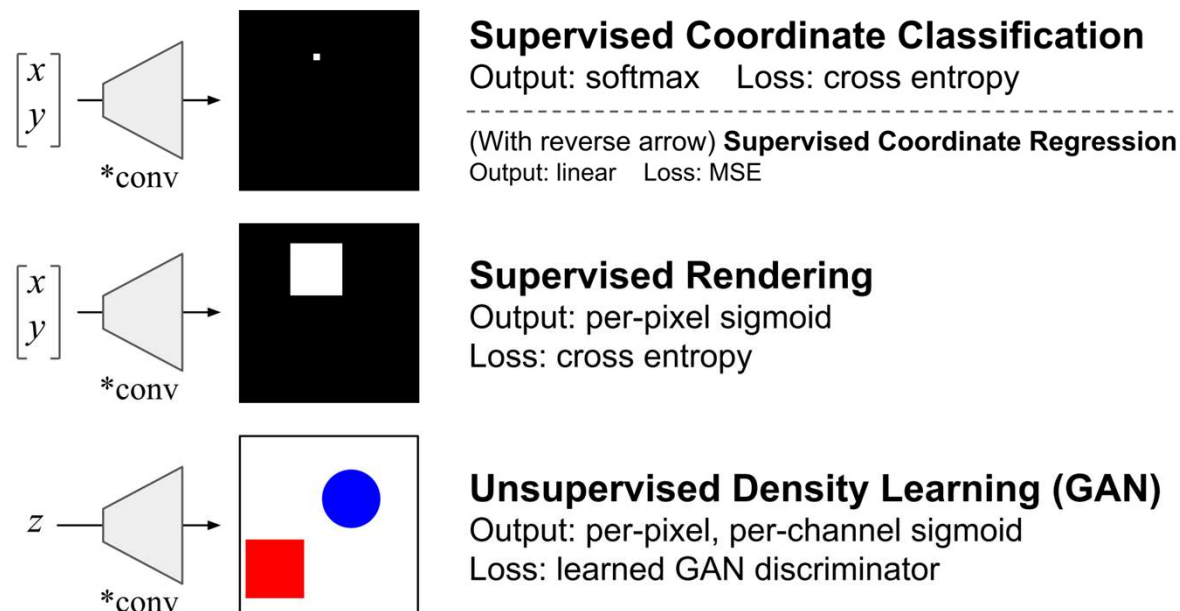 x
y
*conv
Supervised Coordinate Classification
Output: softmax Loss: cross entropy
(With reverse arrow) Supervised Coordinate Regression
Output: linear Loss: MSE
x
y
*conv
Supervised Rendering
Output: per-pixel sigmoid
Loss: cross entropy
z
*conv
Unsupervised Density Learning (GAN)
Output: per-pixel, per-channel sigmoid
Loss: learned GAN discriminator